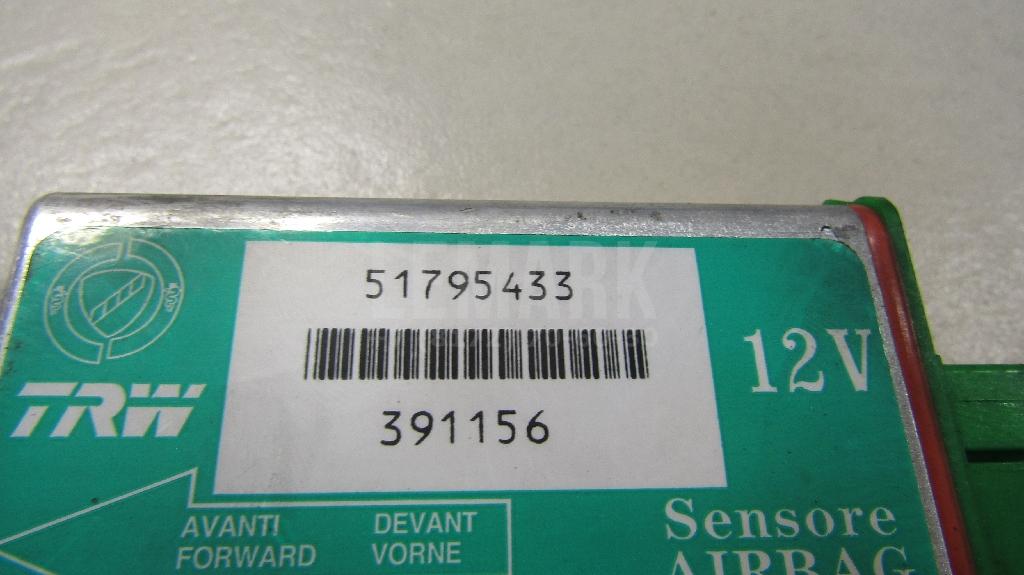 51795433
391156
12V
TRW
AVANTI DEVANT
FORWARD VORNE
Sensore
AIRBAG